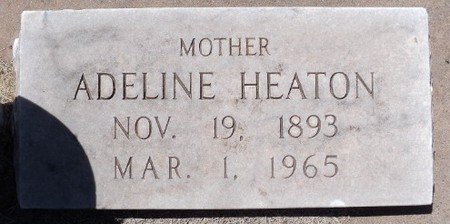 MOTHER
ADELINE HEATON
NOV. 19, 1893
MAR. 1, 1965